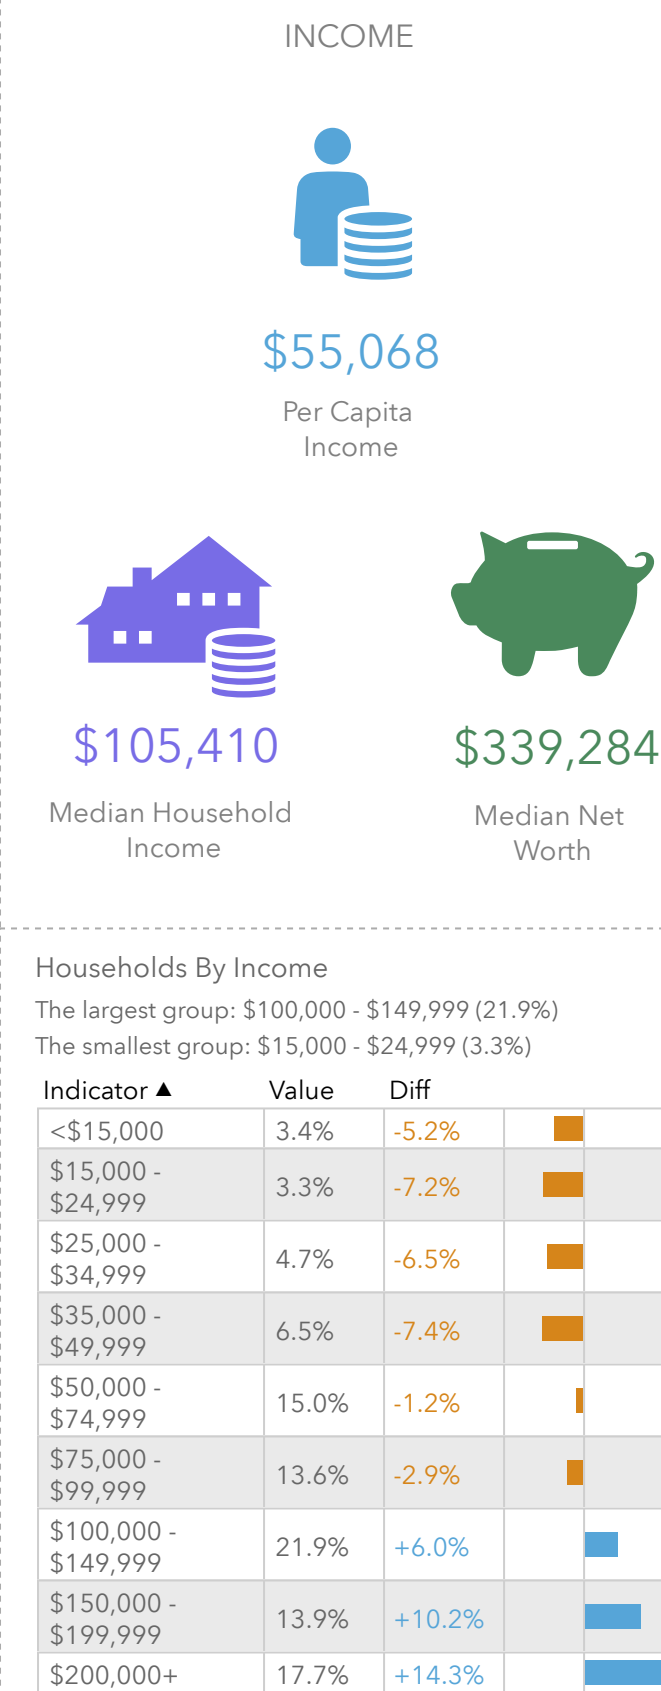 INCOME
$55,068
Per Capita
Income
$105,410
Median Household
Income
$339,284
Median Net
Worth
Households By Income
The largest group: $100,000 - $149,999 (21.9%)
The smallest group: $15,000 - $24,999 (3.3%)
Indicator ▲ Value Diff
<$15,000 3.4% -5.2%
$15,000 -
$24,999 3.3% -7.2%
$25,000 -
$34,999 4.7% -6.5%
$35,000 -
$49,999 6.5% -7.4%
$50,000 -
$74,999 15.0% -1.2%
$75,000 -
$99,999 13.6% -2.9%
$100,000 -
$149,999 21.9% +6.0%
$150,000 -
$199,999 13.9% +10.2%
$200,000+ 17.7% +14.3%